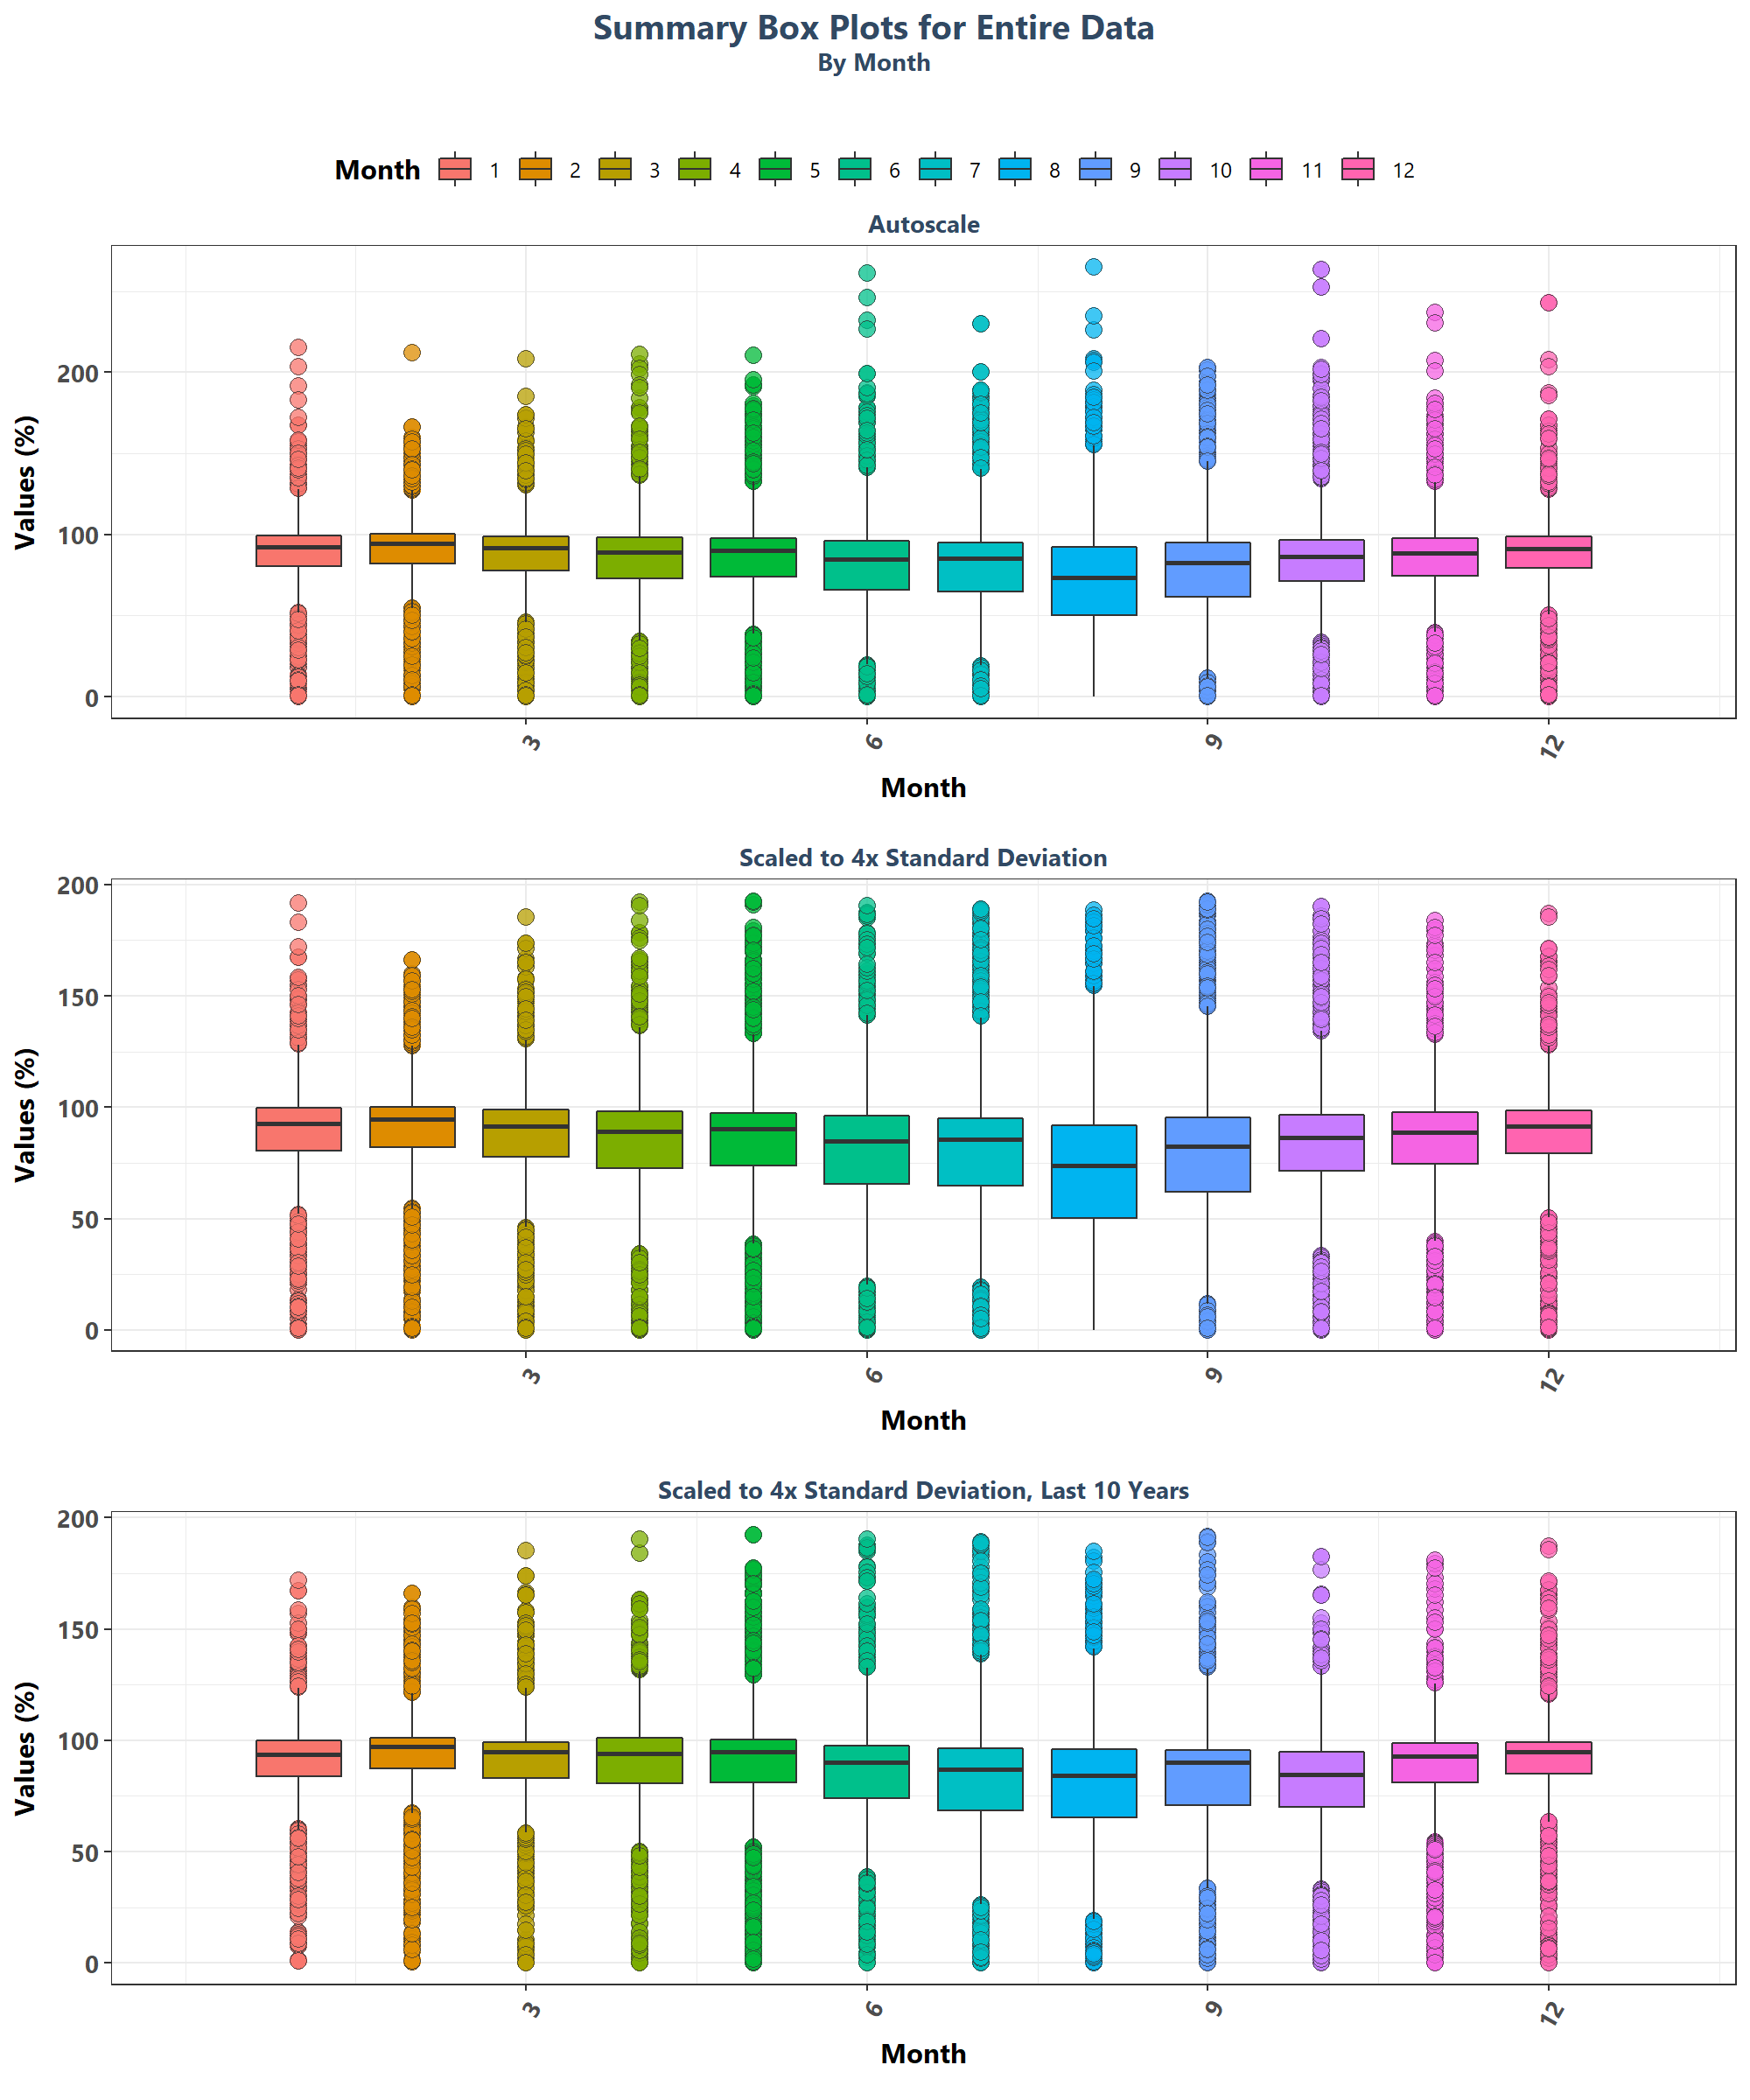 Summary Box Plots for Entire Data
By Month
Month 1 2 3 4 5 6 7 8 9 10 11 12
Autoscale
Values (%)
200
100
0
3 6 9 12
Month
Scaled to 4x Standard Deviation
Values (%)
200
150
100
50
0
3 6 9 12
Month
Scaled to 4x Standard Deviation, Last 10 Years
Values (%)
200
150
100
50
0
3 6 9 12
Month